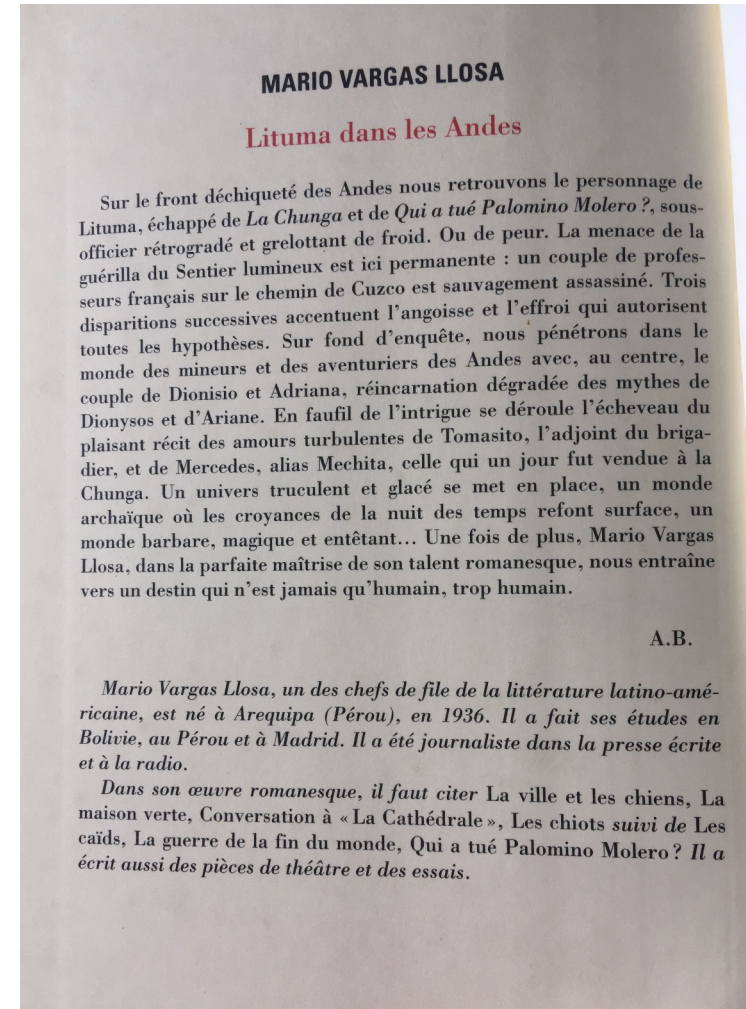 MARIO VARGAS LLOSA
Lituma dans les Andes
Sur le front déchiqueté des Andes nous retrouvons le personnage de
Lituma, échappé de La Chunga et de Qui a tué Palomino Molero ?, sous-
officier rétrogradé et grelottant de froid. Ou de peur. La menace de la
guérilla du Sentier lumineux est ici permanente : un couple de profes-
seurs français sur le chemin de Cuzco est sauvagement assassiné. Trois
disparitions successives accentuent l'angoisse et l'effroi qui autorisent
toutes les hypothèses. Sur fond d'enquête, nous pénétrons dans le
monde des mineurs et des aventuriers des Andes avec, au centre, le
couple de Dionisio et Adriana, réincarnation dégradée des mythes de
Dionysos et d'Ariane. En faufil de l'intrigue se déroule l'écheveau du
plaisant récit des amours turbulentes de Tomasito, l'adjoint du briga-
dier, et de Mercedes, alias Mechita, celle qui un jour fut vendue à la
Chunga. Un univers truculent et glacé se met en place, un monde
archaïque où les croyances de la nuit des temps refont surface, un
monde barbare, magique et entêtant... Une fois de plus, Mario Vargas
Llosa, dans la parfaite maîtrise de son talent romanesque, nous entraîne
vers un destin qui n'est jamais qu'humain, trop humain.
A.B.
Mario Vargas Llosa, un des chefs de file de la littérature latino-amé-
ricaine, est né à Arequipa (Pérou), en 1936. Il a fait ses études en
Bolivie, au Pérou et à Madrid. Il a été journaliste dans la presse écrite
et à la radio.
Dans son œuvre romanesque, il faut citer La ville et les chiens, La
maison verte, Conversation à « La Cathédrale », Les chiots suivi de Les
caïds, La guerre de la fin du monde, Qui a tué Palomino Molero ? Il a
écrit aussi des pièces de théâtre et des essais.